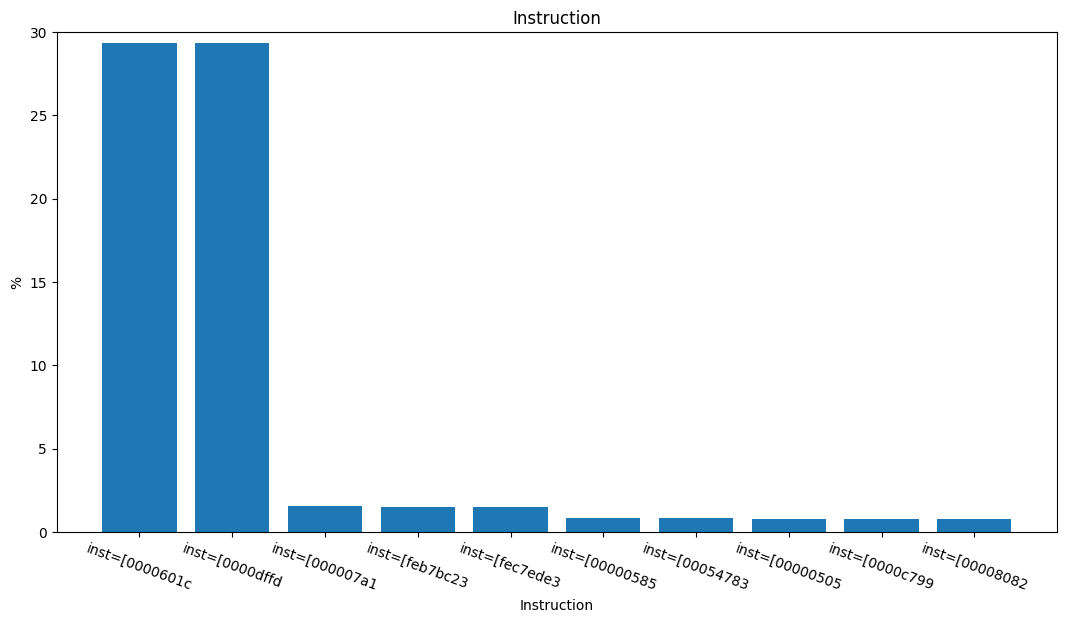 Instruction
30
25
20
15
10
5
0
%
inst=[0000601c
inst=[0000dffd
inst=[000007a1
inst=[feb7bc23
inst=[fec7ede3
inst=[00000585
inst=[00054783
inst=[00000505
inst=[0000c799
inst=[00008082
Instruction